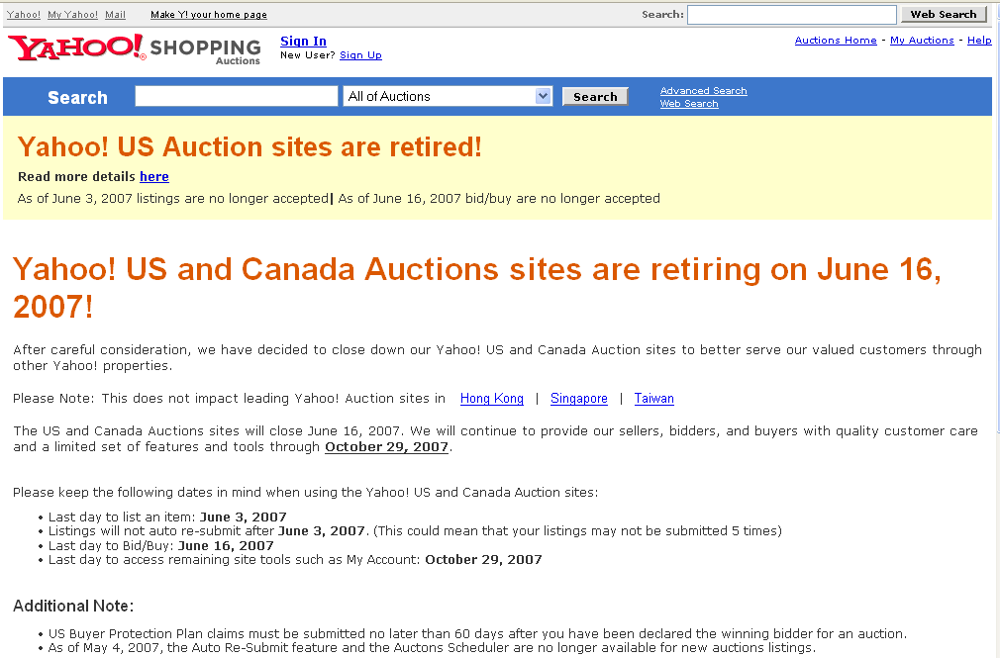 Yahoo! My Yahoo! Mail Make Y! your home page Search: Web Search
YAHOO! SHOPPING Auctions
Sign In
New User? Sign Up
Auctions Home - My Auctions - Help
Search All of Auctions Search
Advanced Search
Web Search
Yahoo! US Auction sites are retired!
Read more details here
As of June 3, 2007 listings are no longer accepted| As of June 16, 2007 bid/buy are no longer accepted
Yahoo! US and Canada Auctions sites are retiring on June 16,
2007!
After careful consideration, we have decided to close down our Yahoo! US and Canada Auction sites to better serve our valued customers through
other Yahoo! properties.
Please Note: This does not impact leading Yahoo! Auction sites in Hong Kong | Singapore | Taiwan
The US and Canada Auctions sites will close June 16, 2007. We will continue to provide our sellers, bidders, and buyers with quality customer care
and a limited set of features and tools through October 29, 2007.
Please keep the following dates in mind when using the Yahoo! US and Canada Auction sites:
• Last day to list an item: June 3, 2007
• Listings will not auto re-submit after June 3, 2007. (This could mean that your listings may not be submitted 5 times)
• Last day to Bid/Buy: June 16, 2007
• Last day to access remaining site tools such as My Account: October 29, 2007
Additional Note:
• US Buyer Protection Plan claims must be submitted no later than 60 days after you have been declared the winning bidder for an auction.
• As of May 4, 2007, the Auto Re-Submit feature and the Auctons Scheduler are no longer available for new auctions listings.